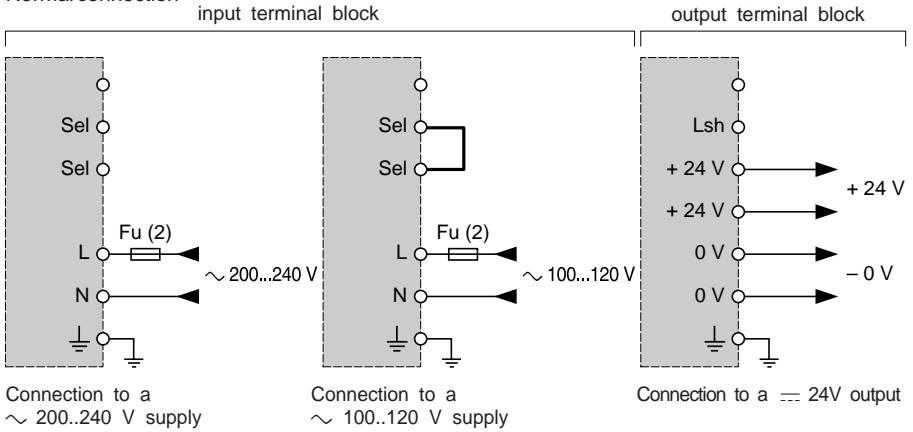 Normal connection
input terminal block
output terminal block
Sel
Sel
Fu (2)
L
∼ 200...240 V
N
Sel
Sel
Fu (2)
L
∼ 100...120 V
N
Lsh
+ 24 V
+ 24 V
+ 24 V
0 V
– 0 V
0 V
Connection to a
∼ 200..240 V supply
Connection to a
∼ 100..120 V supply
Connection to a ⎓ 24V output